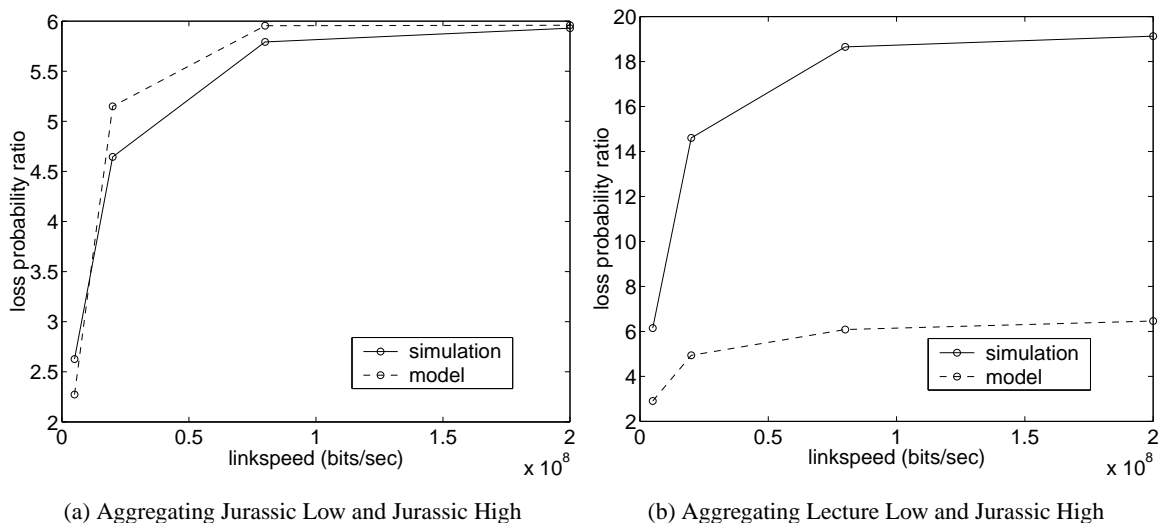 6
5.5
5
4.5
4
3.5
3
2.5
2
loss probability ratio
simulation
model
0 0.5 1 1.5 2
linkspeed (bits/sec)
x 10^8
(a) Aggregating Jurassic Low and Jurassic High
20
18
16
14
12
10
8
6
4
2
loss probability ratio
simulation
model
0 0.5 1 1.5 2
linkspeed (bits/sec)
x 10^8
(b) Aggregating Lecture Low and Jurassic High